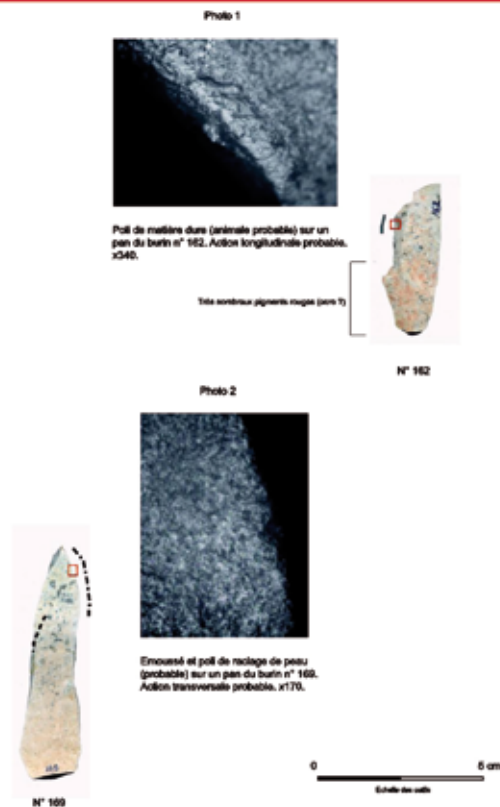 Photo 1
Poli de matière dure (animale probable) sur un
pan du burin n° 162. Action longitudinale probable.
x340.
Très nombreux pigments rouges (ocre ?)
N° 162
Photo 2
Emoussé et poli de raclage de peau
(probable) sur un pan du burin n° 169.
Action transversale probable. x170.
N° 169
0 5 cm
Echelle des outils